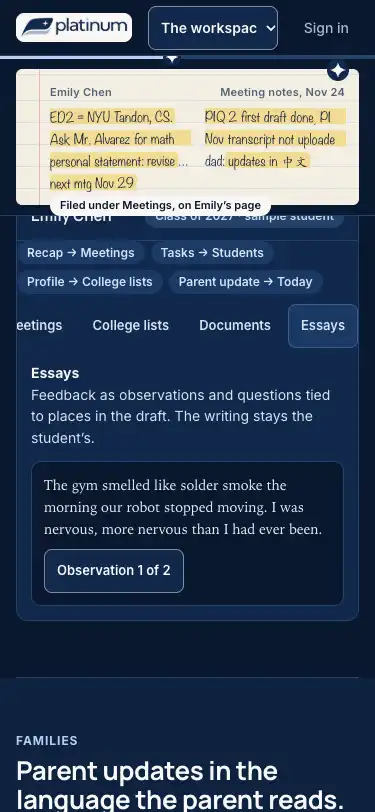 platinum
The workspac
Sign in
Emily Chen
Meeting notes, Nov 24
ED2 = NYU Tandon, CS.
Ask Mr. Alvarez for math
personal statement: revise ...
next mtg Nov 29
PIQ 2 first draft done, PI
Nov transcript not uploade
dad: updates in 中文
Filed under Meetings, on Emily's page
Emily Chen
Class of 2027 · sample student
Recap → Meetings
Tasks → Students
Profile → College lists
Parent update → Today
eetings
College lists
Documents
Essays
Essays
Feedback as observations and questions tied
to places in the draft. The writing stays the
student's.
The gym smelled like solder smoke the
morning our robot stopped moving. I was
nervous, more nervous than I had ever been.
Observation 1 of 2
FAMILIES
Parent updates in the
language the parent reads.